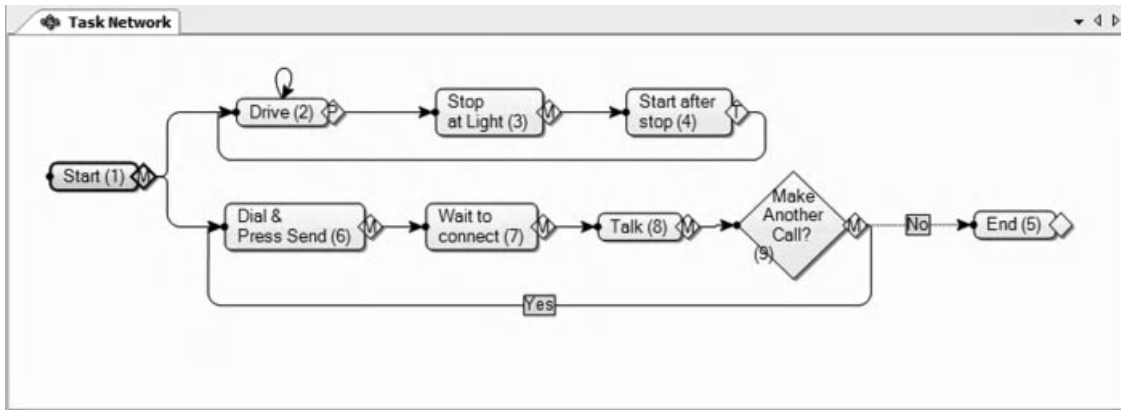 Task Network
Drive (2)
P
Stop
at Light (3)
M
Start after
stop (4)
T
Start (1)
M
Dial &
Press Send (6)
M
Wait to
connect (7)
M
Talk (8)
M
Make
Another
Call?
(9)
M
No
End (5)
Yes